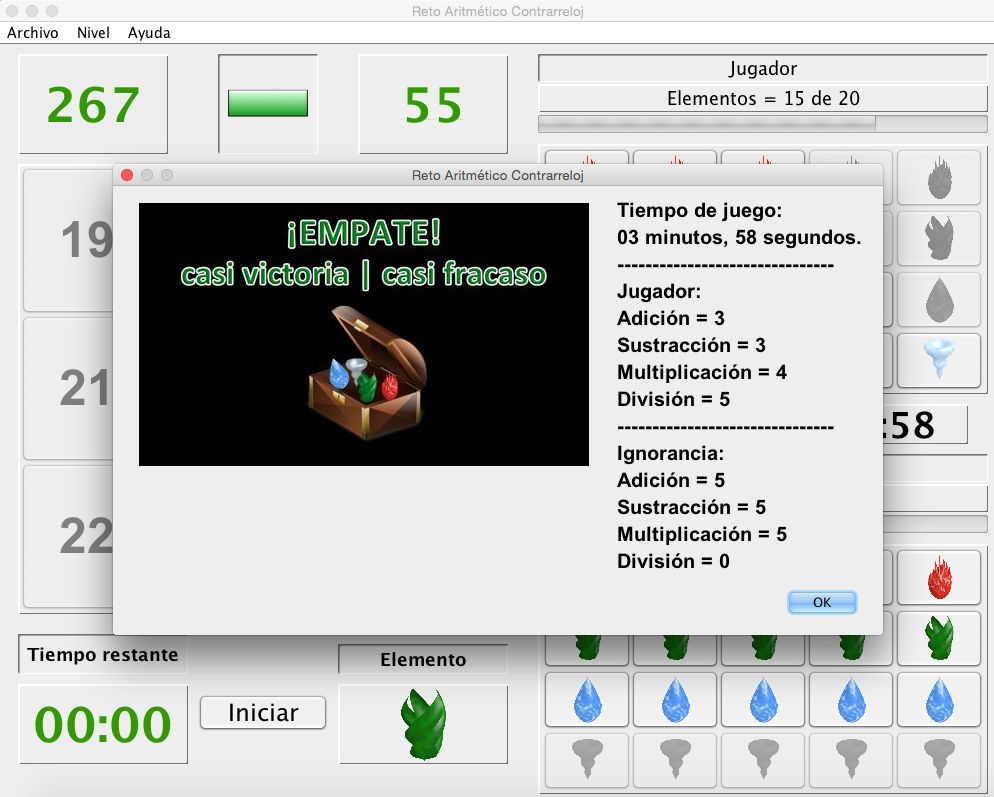 Reto Aritmético Contrarreloj
Archivo Nivel Ayuda
267
55
Jugador
Elementos = 15 de 20
Reto Aritmético Contrarreloj
¡EMPATE!
casi victoria | casi fracaso
Tiempo de juego:
03 minutos, 58 segundos.
-------------------------------
Jugador:
Adición = 3
Sustracción = 3
Multiplicación = 4
División = 5
-------------------------------
Ignorancia:
Adición = 5
Sustracción = 5
Multiplicación = 5
División = 0
OK
19
21
22
:58
Tiempo restante
00:00
Iniciar
Elemento